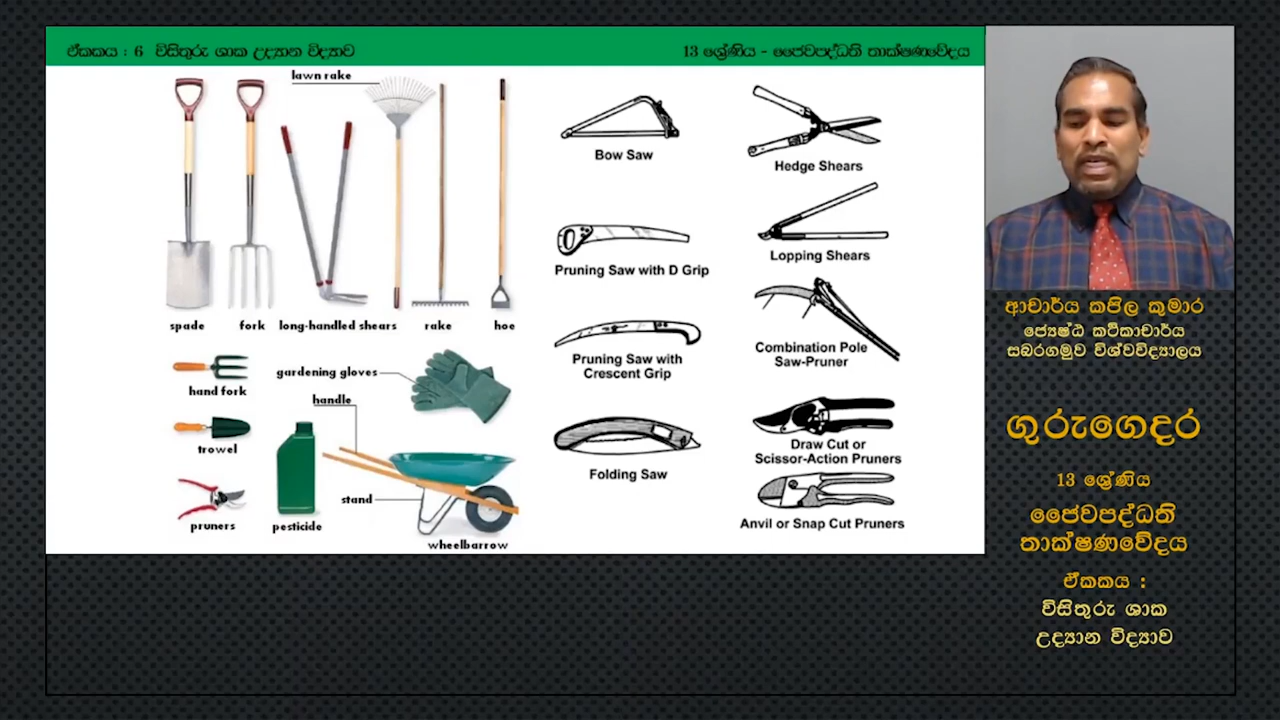 ඒකකය : 6 විසිතුරු ශාක උද්‍යාන විද්‍යාව
13 ශ්‍රේණිය - ජෛවපද්ධති තාක්ෂණවේදය
lawn rake
spade
fork
long-handled shears
rake
hoe
hand fork
gardening gloves
handle
trowel
stand
pruners
pesticide
wheelbarrow
Bow Saw
Hedge Shears
Pruning Saw with D Grip
Lopping Shears
Pruning Saw with
Crescent Grip
Combination Pole
Saw-Pruner
Folding Saw
Draw Cut or
Scissor-Action Pruners
Anvil or Snap Cut Pruners
ආචාර්ය කපිල කුමාර
ජ්‍යෙෂ්ඨ කථිකාචාර්ය
සබරගමුව විශ්වවිද්‍යාලය
ගුරුගෙදර
13 ශ්‍රේණිය
ජෛවපද්ධති
තාක්ෂණවේදය
ඒකකය :
විසිතුරු ශාක
උද්‍යාන විද්‍යාව